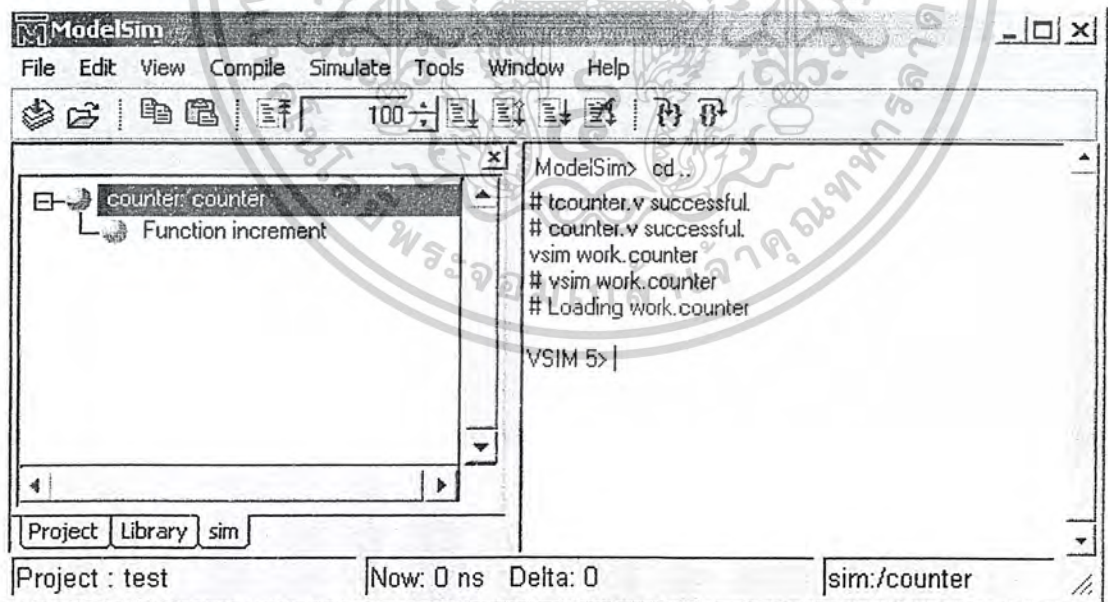 ModelSim
File Edit View Compile Simulate Tools Window Help
100
counter: counter
Function increment
Project Library sim
ModelSim> cd ..
# tcounter.v successful.
# counter.v successful.
vsim work.counter
# vsim work.counter
# Loading work.counter
VSIM 5>
Project : test
Now: 0 ns Delta: 0
sim:/counter